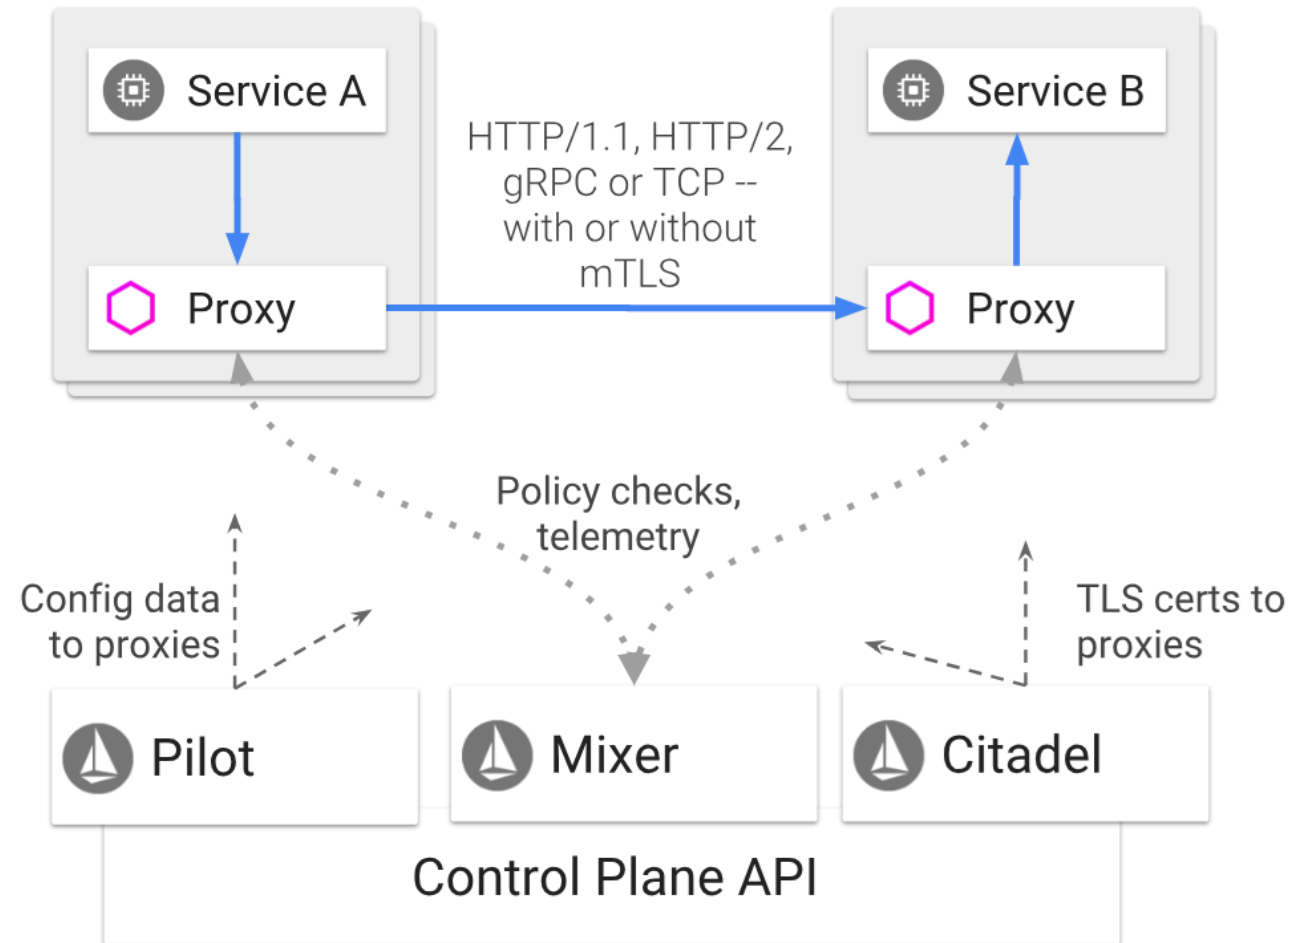 Service A
Service B
HTTP/1.1, HTTP/2,
gRPC or TCP --
with or without
mTLS
Proxy
Proxy
Policy checks,
telemetry
Config data
to proxies
TLS certs to
proxies
Pilot
Mixer
Citadel
Control Plane API